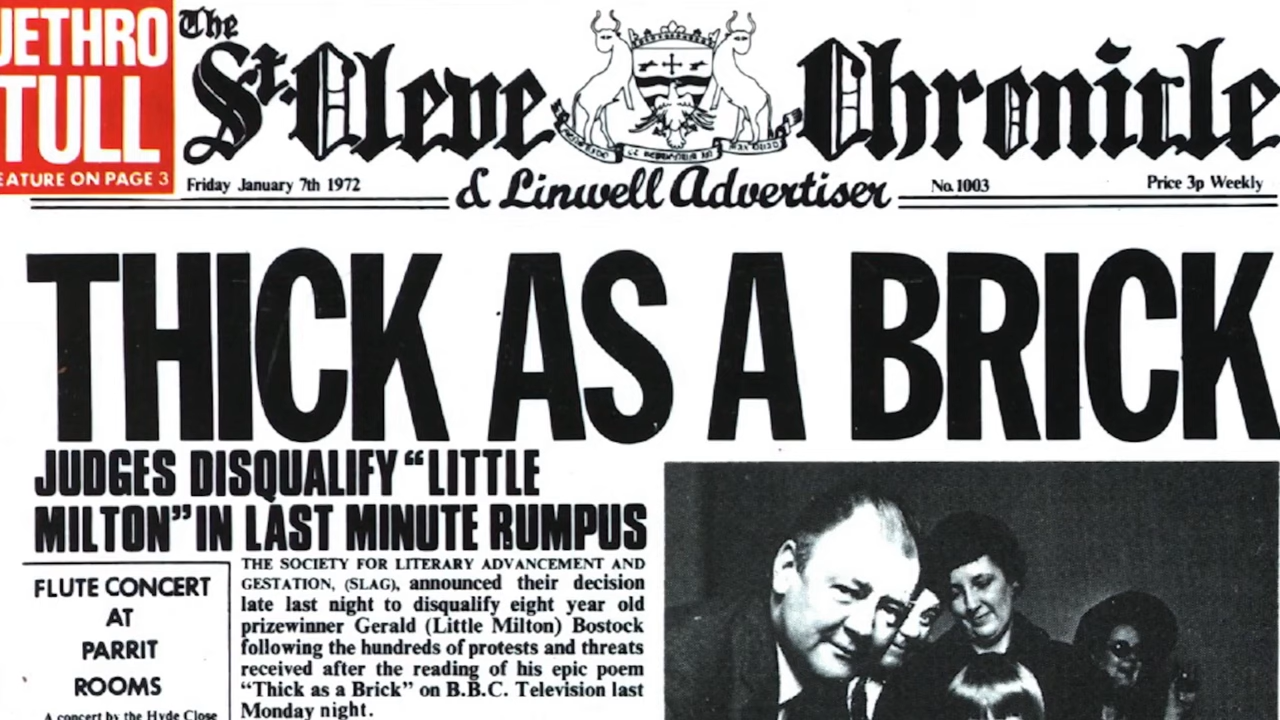 JETHRO
TULL
EATURE ON PAGE 3
The
St. Cleve Chronicle
Friday January 7th 1972
& Linwell Advertiser
No. 1003
Price 3p Weekly
THICK AS A BRICK
JUDGES DISQUALIFY “LITTLE
MILTON” IN LAST MINUTE RUMPUS
FLUTE CONCERT
AT
PARRIT
ROOMS
A concert by the Hyde Close
THE SOCIETY FOR LITERARY ADVANCEMENT AND
GESTATION, (SLAG), announced their decision
late last night to disqualify eight year old
prizewinner Gerald (Little Milton) Bostock
following the hundreds of protests and threats
received after the reading of his epic poem
“Thick as a Brick” on B.B.C. Television last
Monday night.